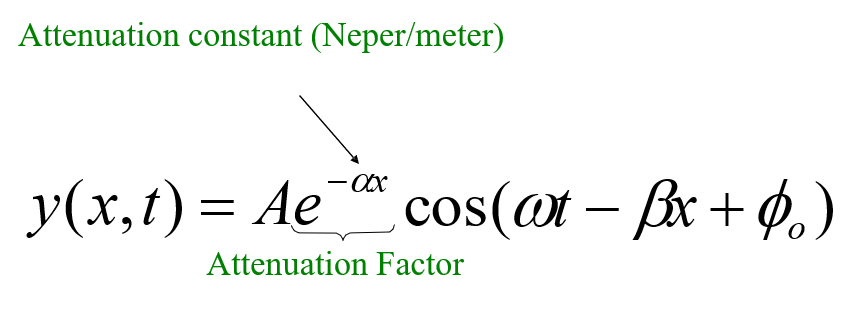 Attenuation constant (Neper/meter)
y(x,t) = Ae^{-αx} cos(ωt − βx + ϕ_o)
Attenuation Factor